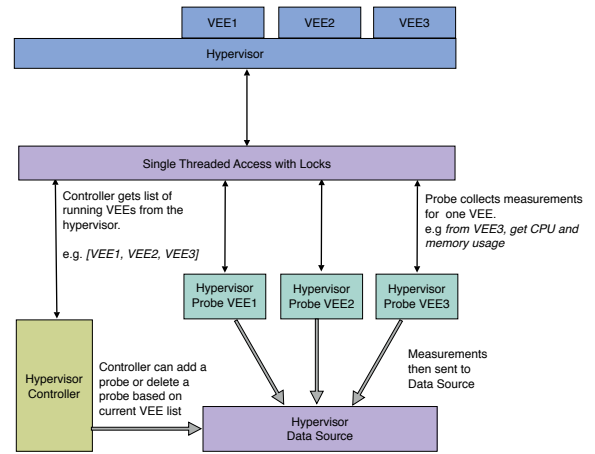 VEE1
VEE2
VEE3
Hypervisor
Single Threaded Access with Locks
Controller gets list of
running VEEs from the
hypervisor.
e.g. [VEE1, VEE2, VEE3]
Probe collects measurements
for one VEE.
e.g from VEE3, get CPU and
memory usage
Hypervisor
Probe VEE1
Hypervisor
Probe VEE2
Hypervisor
Probe VEE3
Hypervisor
Controller
Controller can add a
probe or delete a
probe based on
current VEE list
Measurements
then sent to
Data Source
Hypervisor
Data Source